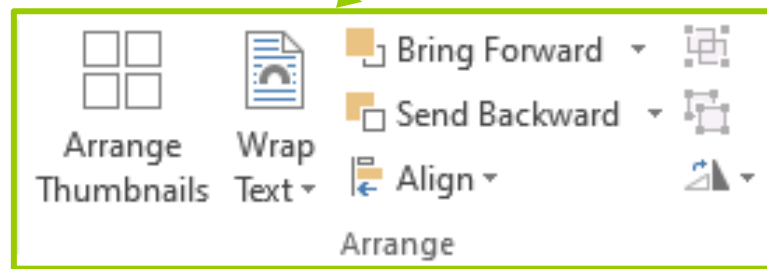 Arrange
Thumbnails
Wrap
Text
Bring Forward
Send Backward
Align
Arrange